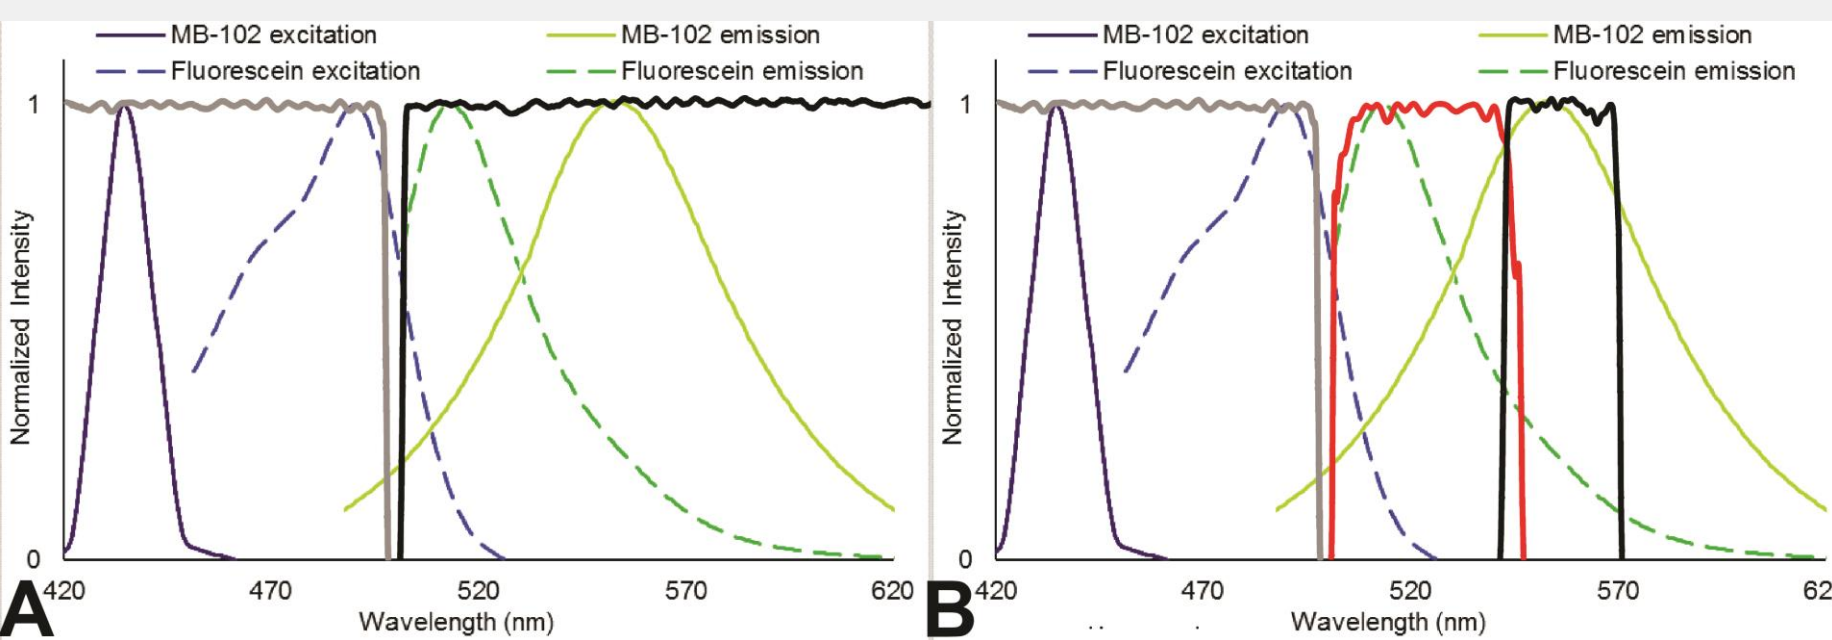 MB-102 excitation MB-102 emission
Fluorescein excitation Fluorescein emission
1
Normalized Intensity
0
420 470 520 570 620
Wavelength (nm)
A
MB-102 excitation MB-102 emission
Fluorescein excitation Fluorescein emission
1
Normalized Intensity
0
420 470 520 570 62
Wavelength (nm)
B